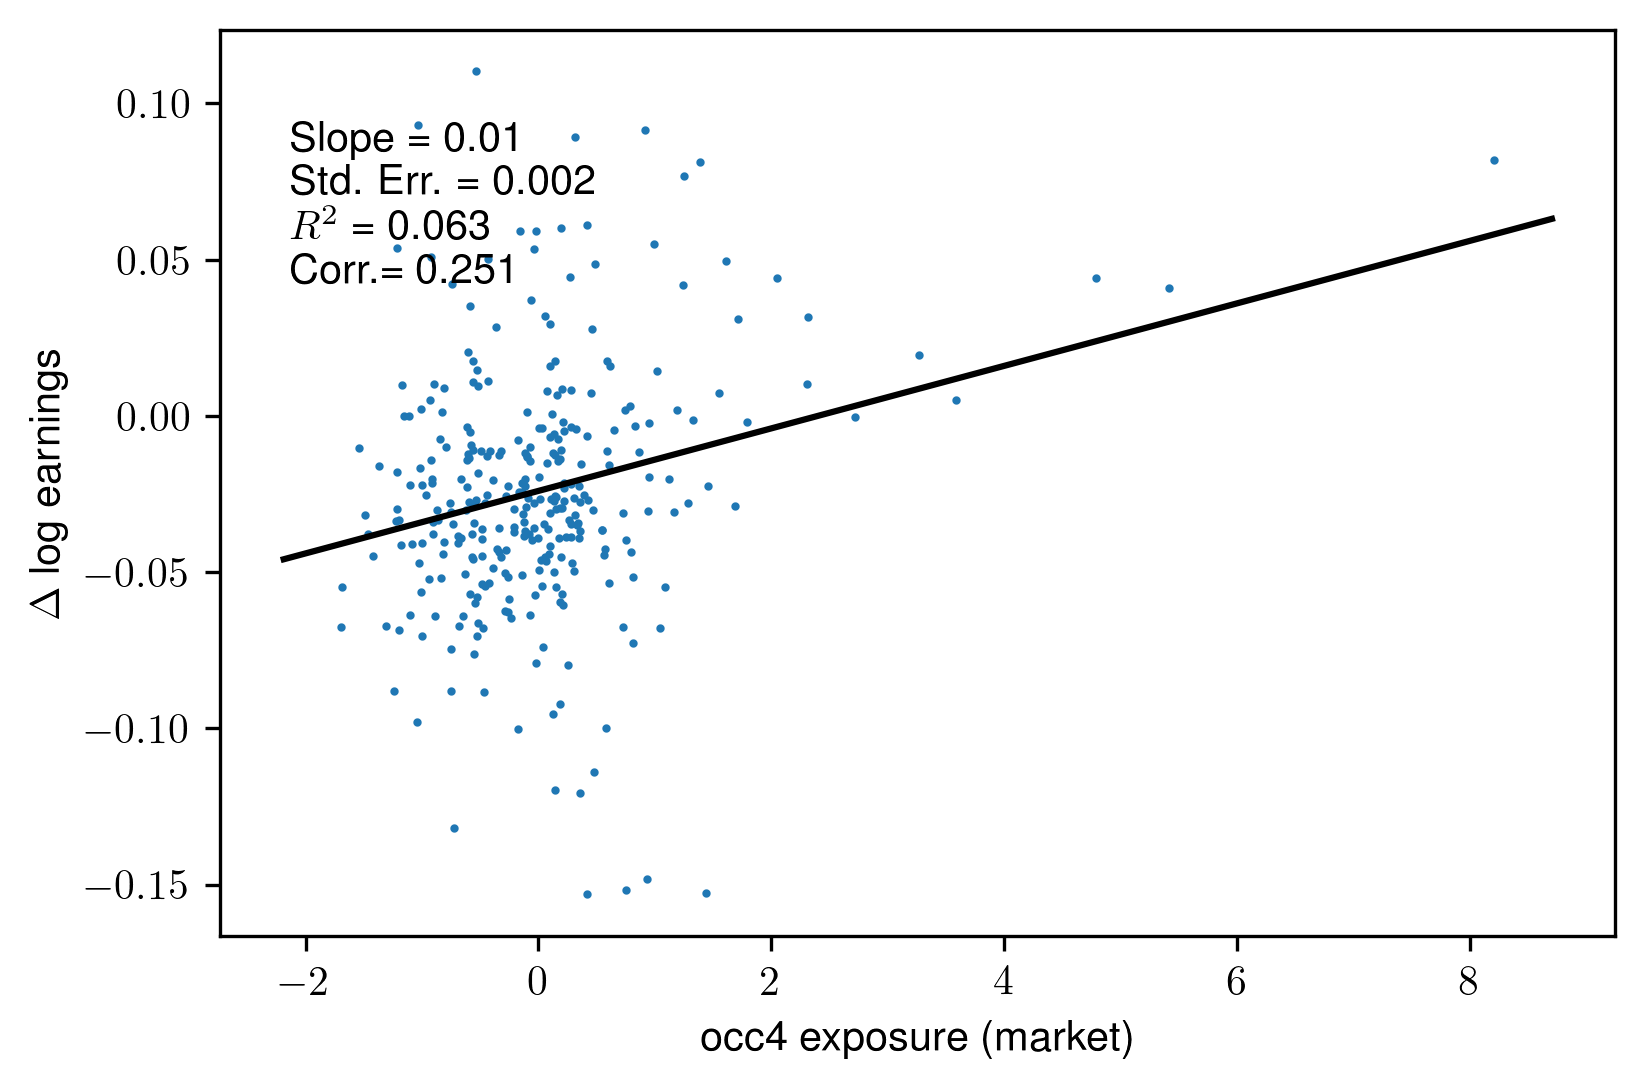 0.10
0.05
0.00
−0.05
−0.10
−0.15
Δ log earnings
Slope = 0.01
Std. Err. = 0.002
R² = 0.063
Corr.= 0.251
−2 0 2 4 6 8
occ4 exposure (market)